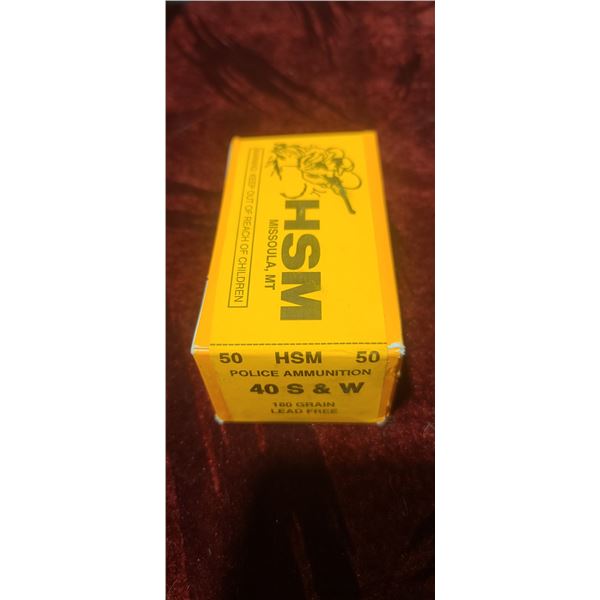 HSM
MISSOULA, MT
WARNING: KEEP OUT OF REACH OF CHILDREN
50 HSM 50
POLICE AMMUNITION
40 S & W
180 GRAIN
LEAD FREE